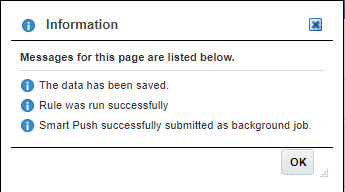 Information
Messages for this page are listed below.
The data has been saved.
Rule was run successfully
Smart Push successfully submitted as background job.
OK